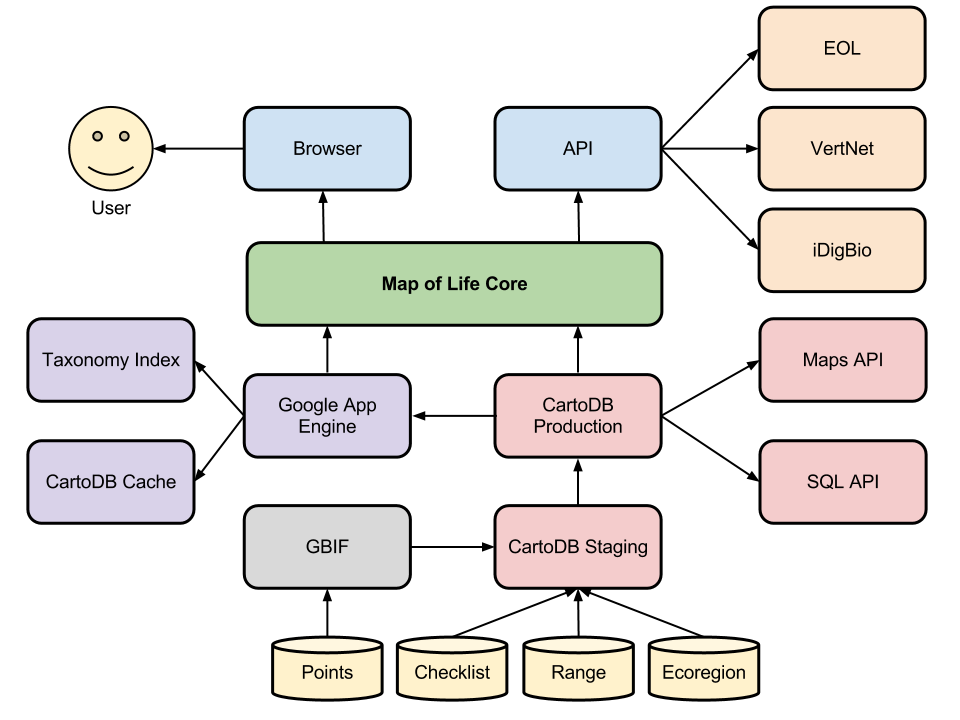 EOL
Browser
API
VertNet
User
iDigBio
Map of Life Core
Taxonomy Index
Google App
Engine
CartoDB
Production
Maps API
CartoDB Cache
SQL API
GBIF
CartoDB Staging
Points
Checklist
Range
Ecoregion